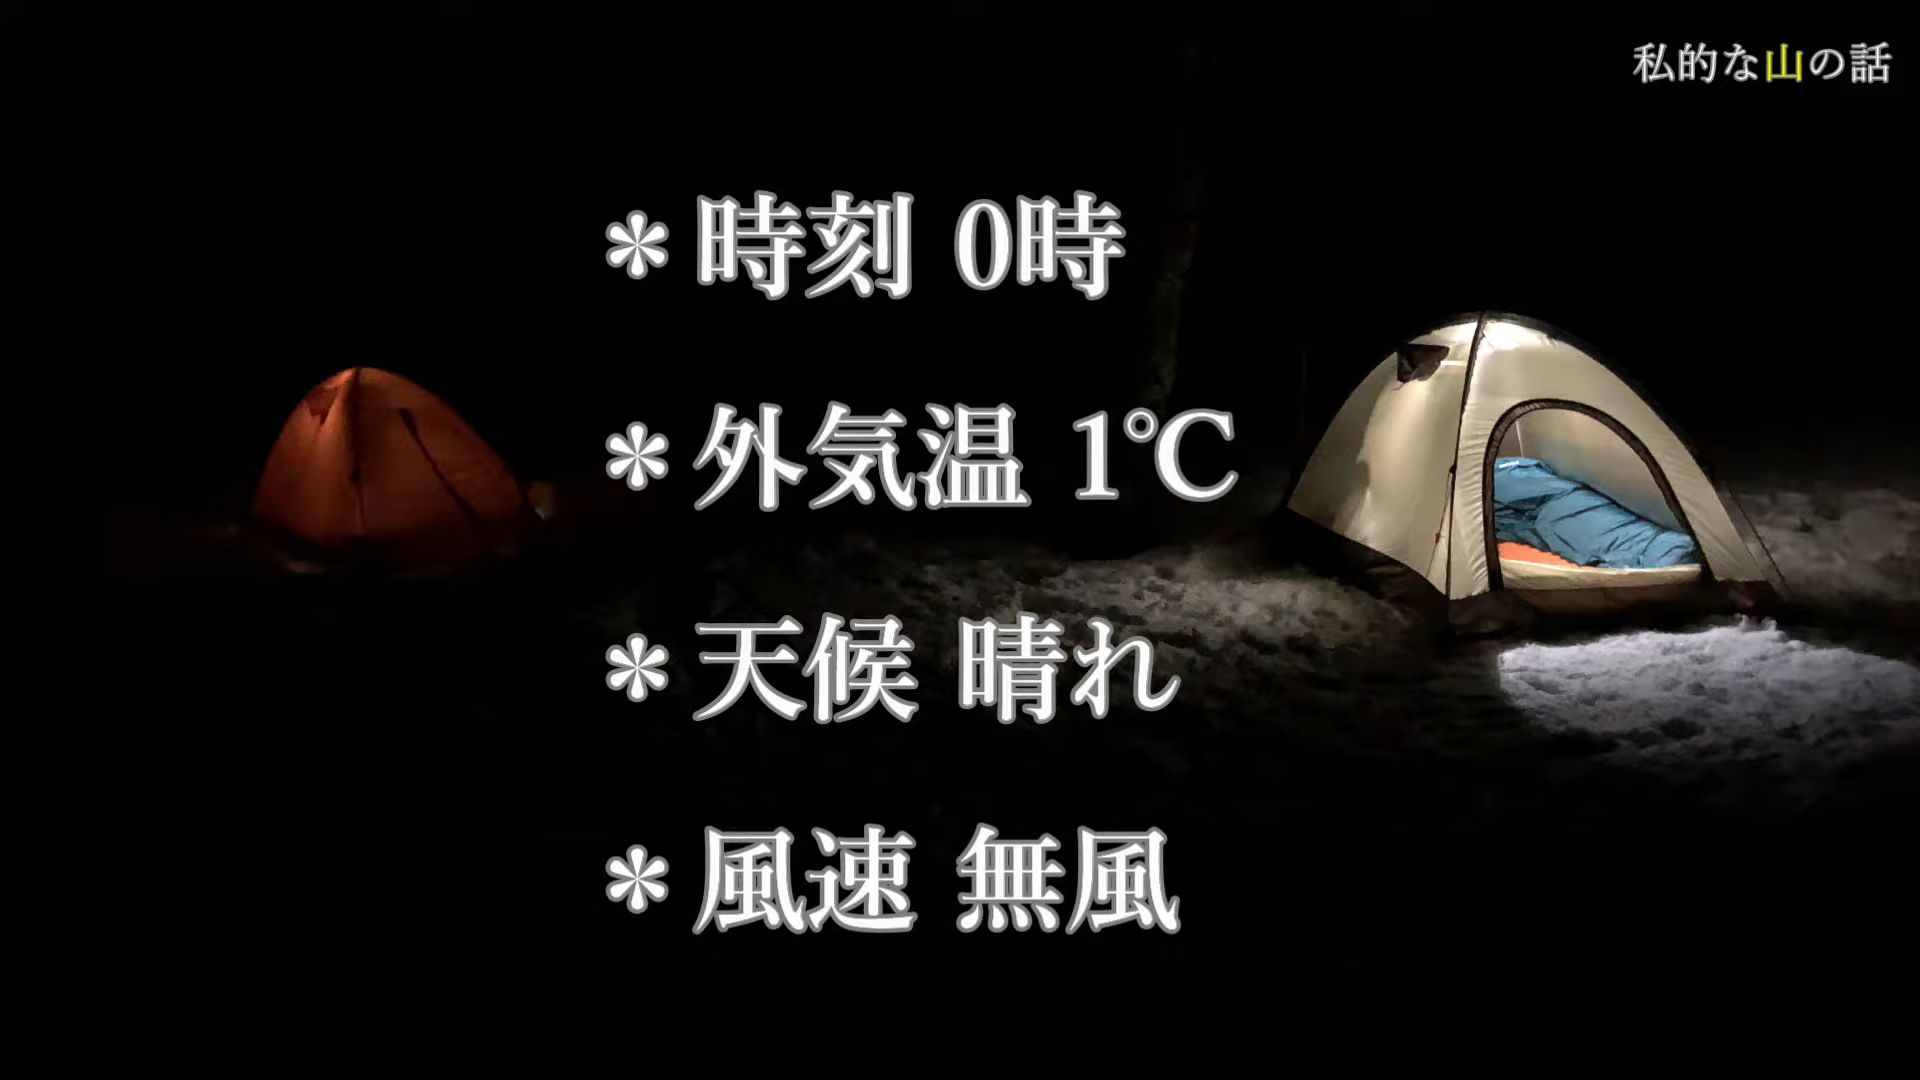 私的な山の話
＊時刻 0時
＊外気温 1℃
＊天候 晴れ
＊風速 無風